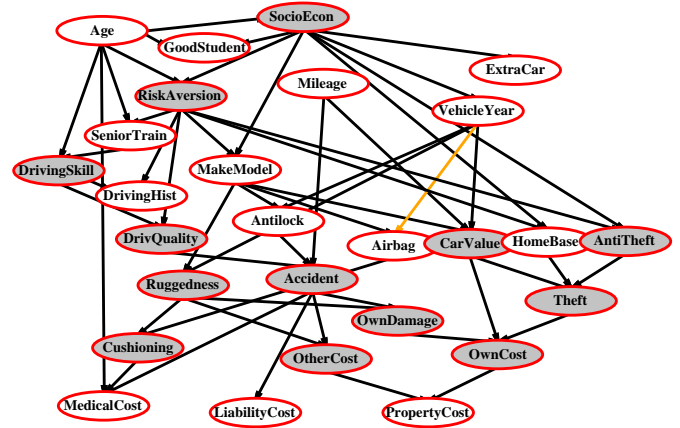 SocioEcon
Age
GoodStudent
ExtraCar
Mileage
RiskAversion
VehicleYear
SeniorTrain
DrivingSkill
MakeModel
DrivingHist
Antilock
DrivQuality
Airbag
CarValue
HomeBase
AntiTheft
Ruggedness
Accident
Theft
OwnDamage
Cushioning
OtherCost
OwnCost
MedicalCost
LiabilityCost
PropertyCost